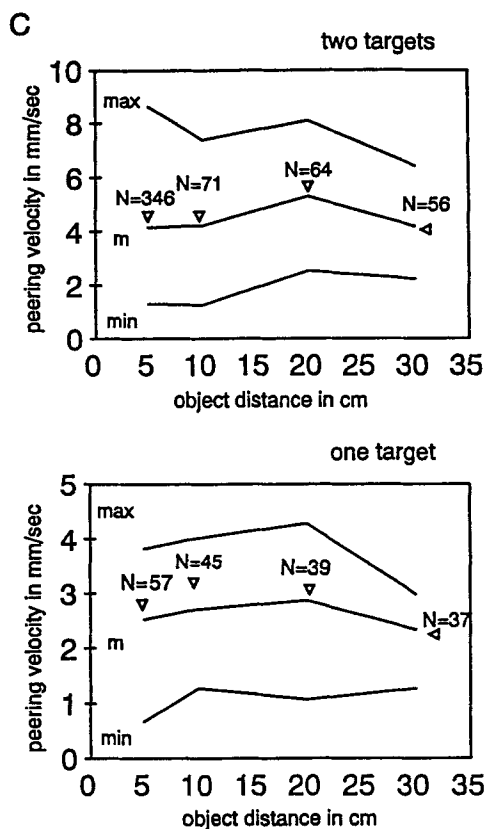 C
two targets
peering velocity in mm/sec
10
8
6
4
2
0
max
m
min
N=346
N=71
N=64
N=56
0 5 10 15 20 25 30 35
object distance in cm
one target
peering velocity in mm/sec
5
4
3
2
1
0
max
m
min
N=57
N=45
N=39
N=37
0 5 10 15 20 25 30 35
object distance in cm